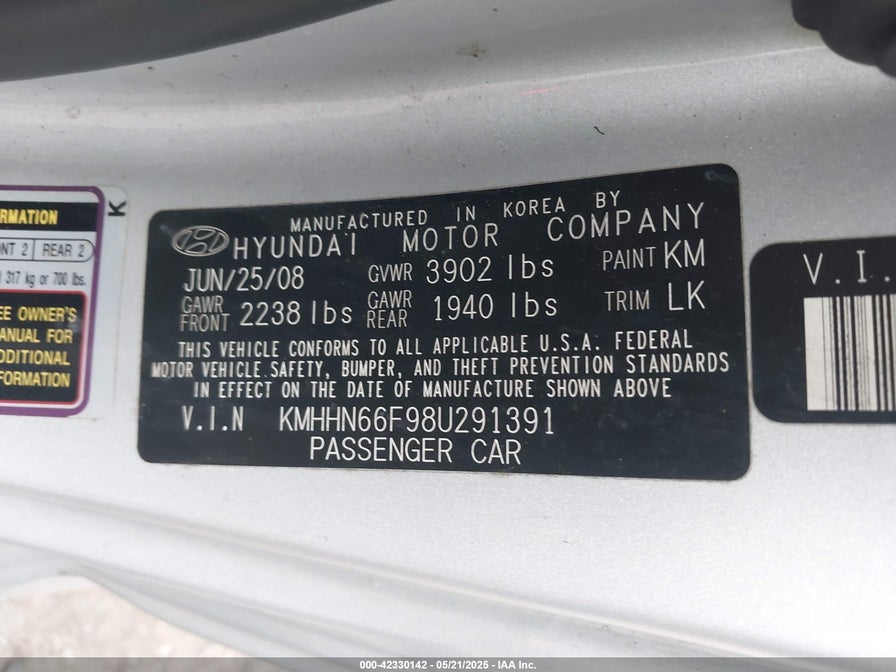 RMATION
ONT 2 REAR 2
317 kg or 700 lbs.
EE OWNER'S
ANUAL FOR
DDITIONAL
FORMATION
K
MANUFACTURED IN KOREA BY
HYUNDAI MOTOR COMPANY
JUN/25/08 GVWR 3902 lbs PAINT KM
GAWR FRONT 2238 lbs GAWR REAR 1940 lbs TRIM LK
THIS VEHICLE CONFORMS TO ALL APPLICABLE U.S.A. FEDERAL
MOTOR VEHICLE SAFETY, BUMPER, AND THEFT PREVENTION STANDARDS
IN EFFECT ON THE DATE OF MANUFACTURE SHOWN ABOVE
V.I.N KMHHN66F98U291391
PASSENGER CAR
V.I.
000-42330142 - 05/21/2025 - IAA Inc.